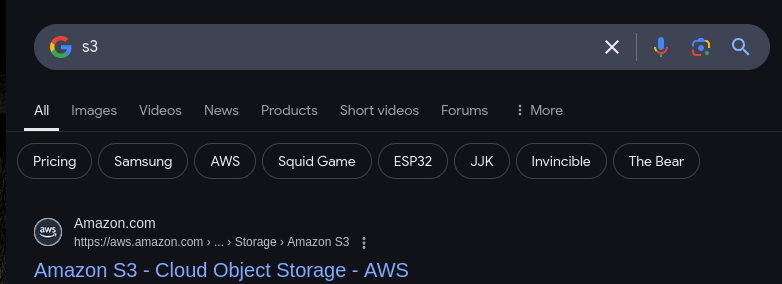 s3
All Images Videos News Products Short videos Forums More
Pricing Samsung AWS Squid Game ESP32 JJK Invincible The Bear
aws
Amazon.com
https://aws.amazon.com › ... › Storage › Amazon S3
Amazon S3 - Cloud Object Storage - AWS